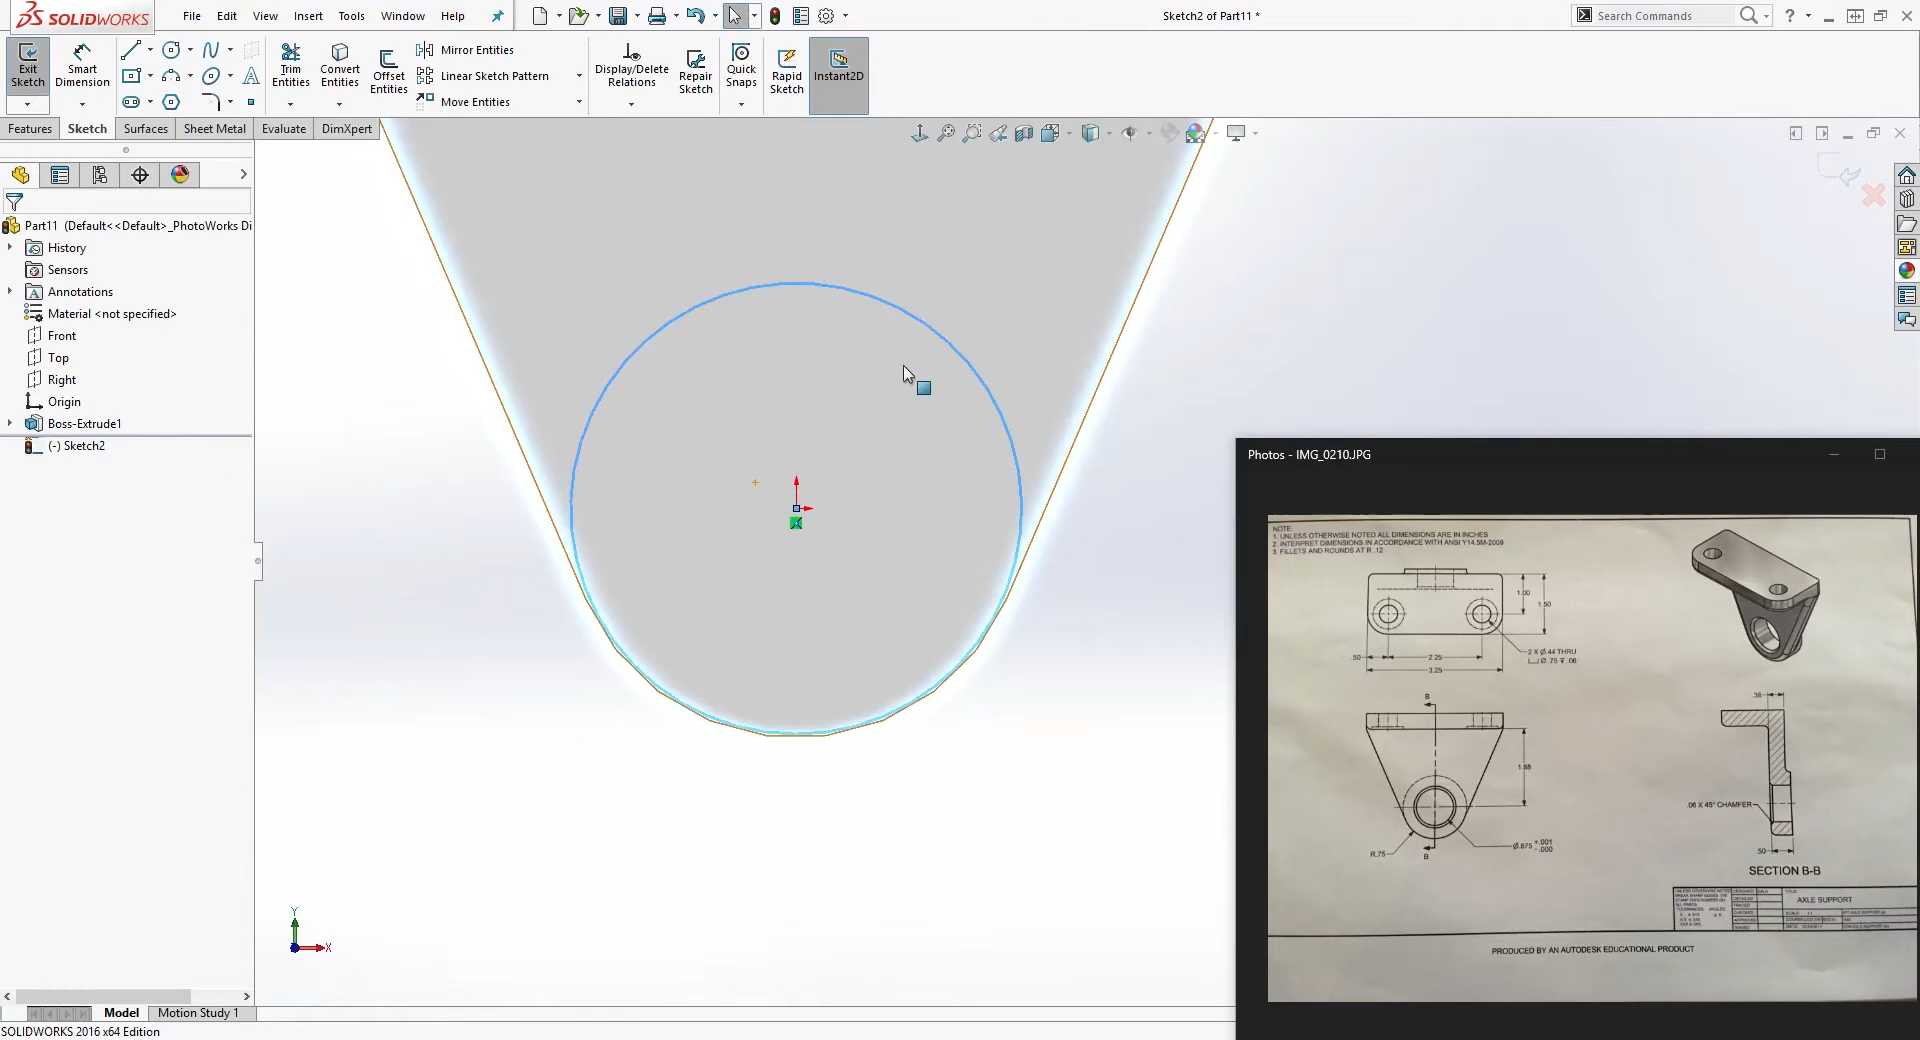 SOLIDWORKS
File Edit View Insert Tools Window Help
Sketch2 of Part11 *
Search Commands
Exit Sketch
Smart Dimension
Trim Entities
Convert Entities
Offset Entities
Mirror Entities
Linear Sketch Pattern
Move Entities
Display/Delete Relations
Repair Sketch
Quick Snaps
Rapid Sketch
Instant2D
Features Sketch Surfaces Sheet Metal Evaluate DimXpert
Part11 (Default<<Default>_PhotoWorks Di
History
Sensors
Annotations
Material <not specified>
Front
Top
Right
Origin
Boss-Extrude1
(-) Sketch2
Y
X
Model Motion Study 1
SOLIDWORKS 2016 x64 Edition
Photos - IMG_0210.JPG
NOTE:
1. UNLESS OTHERWISE NOTED ALL DIMENSIONS ARE IN INCHES
2. INTERPRET DIMENSIONS IN ACCORDANCE WITH ANSI Y14.5M-2009
3. FILLETS AND ROUNDS AT R .12
1.00
1.50
2 X Ø.44 THRU
⌴ Ø .75 ↧ .06
.50
2.25
3.25
B
1.88
R.75
Ø.875 +.001
-.000
B
.38
.06 X 45° CHAMFER
.50
SECTION B-B
AXLE SUPPORT
PRODUCED BY AN AUTODESK EDUCATIONAL PRODUCT